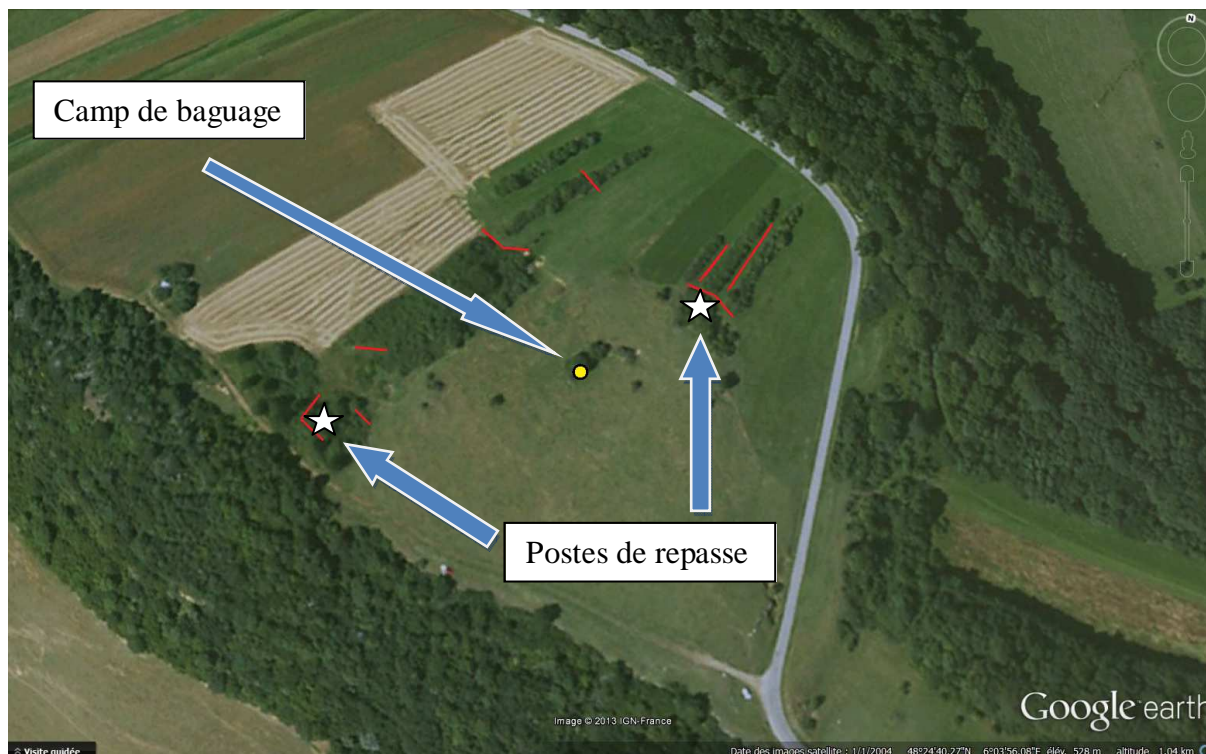 N
Camp de baguage
Postes de repasse
Google earth
Image © 2013 IGN-France
Visite guidée
Date des images satellite : 1/1/2004 48°24'40.27"N 6°03'56.08"E élév. 528 m altitude 1.04 km